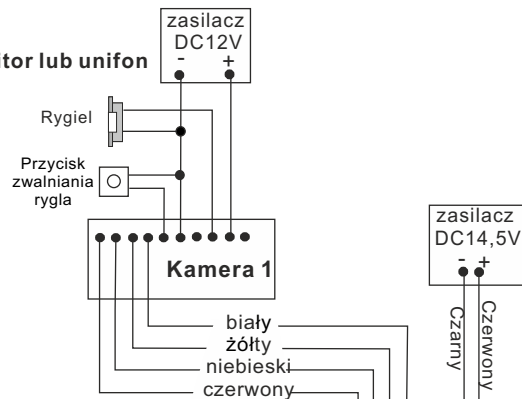 zasilacz
DC12V
- +
itor lub unifon
Rygiel
Przycisk
zwalniania
rygla
Kamera 1
zasilacz
DC14,5V
- +
Czarny
Czerwony
biały
żółty
niebieski
czerwony